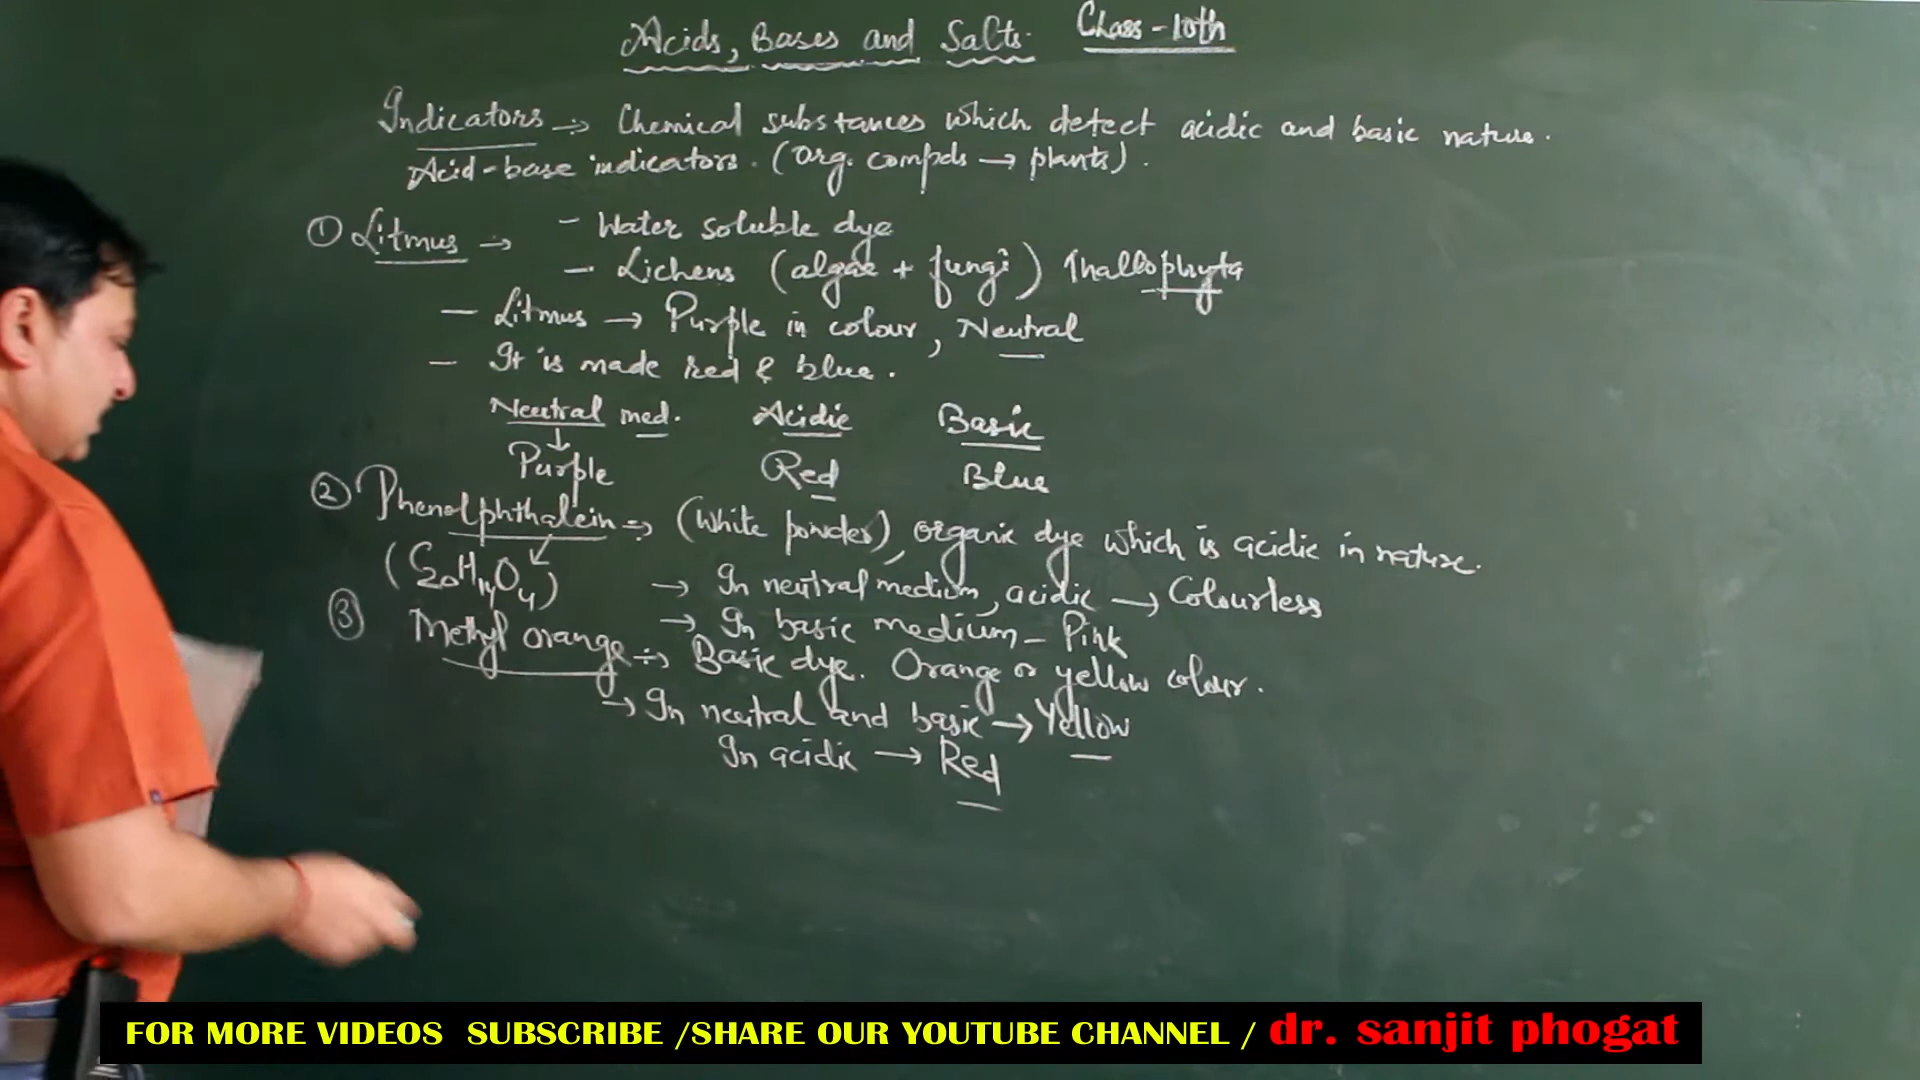 Acids, Bases and Salts. Class-10th
Indicators ÷> Chemical substances which detect acidic and basic nature.
Acid-base indicators. (Org. compds → plants).
① Litmus → - Water soluble dye
- Lichens (algae + fungi) Thallophyta
- Litmus → Purple in colour, Neutral
- It is made red & blue.
Neutral med. Acidic Basic
↓
Purple Red Blue
② Phenolphthalein => (White powder), organic dye which is acidic in nature.
(C20H14O4) → In neutral medium, acidic → Colourless
→ In basic medium - Pink
③ Methyl orange ÷> Basic dye. Orange or yellow colour.
→ In neutral and basic → Yellow
In acidic → Red
FOR MORE VIDEOS SUBSCRIBE /SHARE OUR YOUTUBE CHANNEL / dr. sanjit phogat